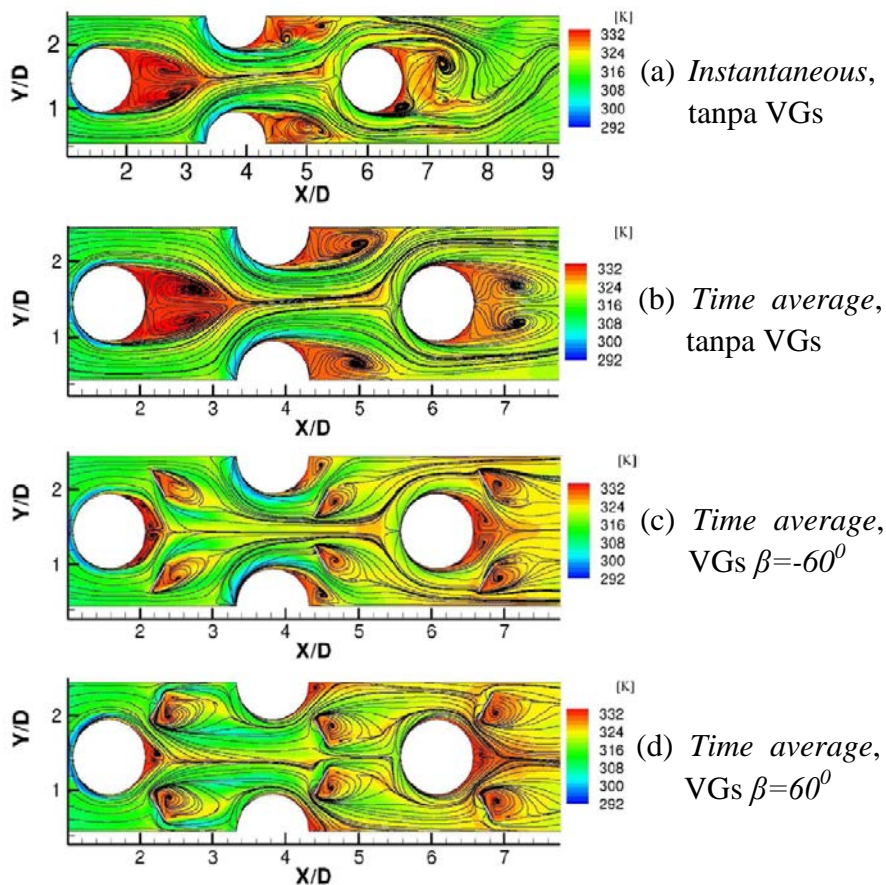 [K]
2
1
Y/D
332
324
316
308
300
292
2 3 4 5 6 7 8 9
X/D
(a) Instantaneous,
tanpa VGs
[K]
2
1
Y/D
332
324
316
308
300
292
2 3 4 5 6 7
X/D
(b) Time average,
tanpa VGs
[K]
2
1
Y/D
332
324
316
308
300
292
2 3 4 5 6 7
X/D
(c) Time average,
VGs β=-60⁰
[K]
2
1
Y/D
332
324
316
308
300
292
2 3 4 5 6 7
X/D
(d) Time average,
VGs β=60⁰